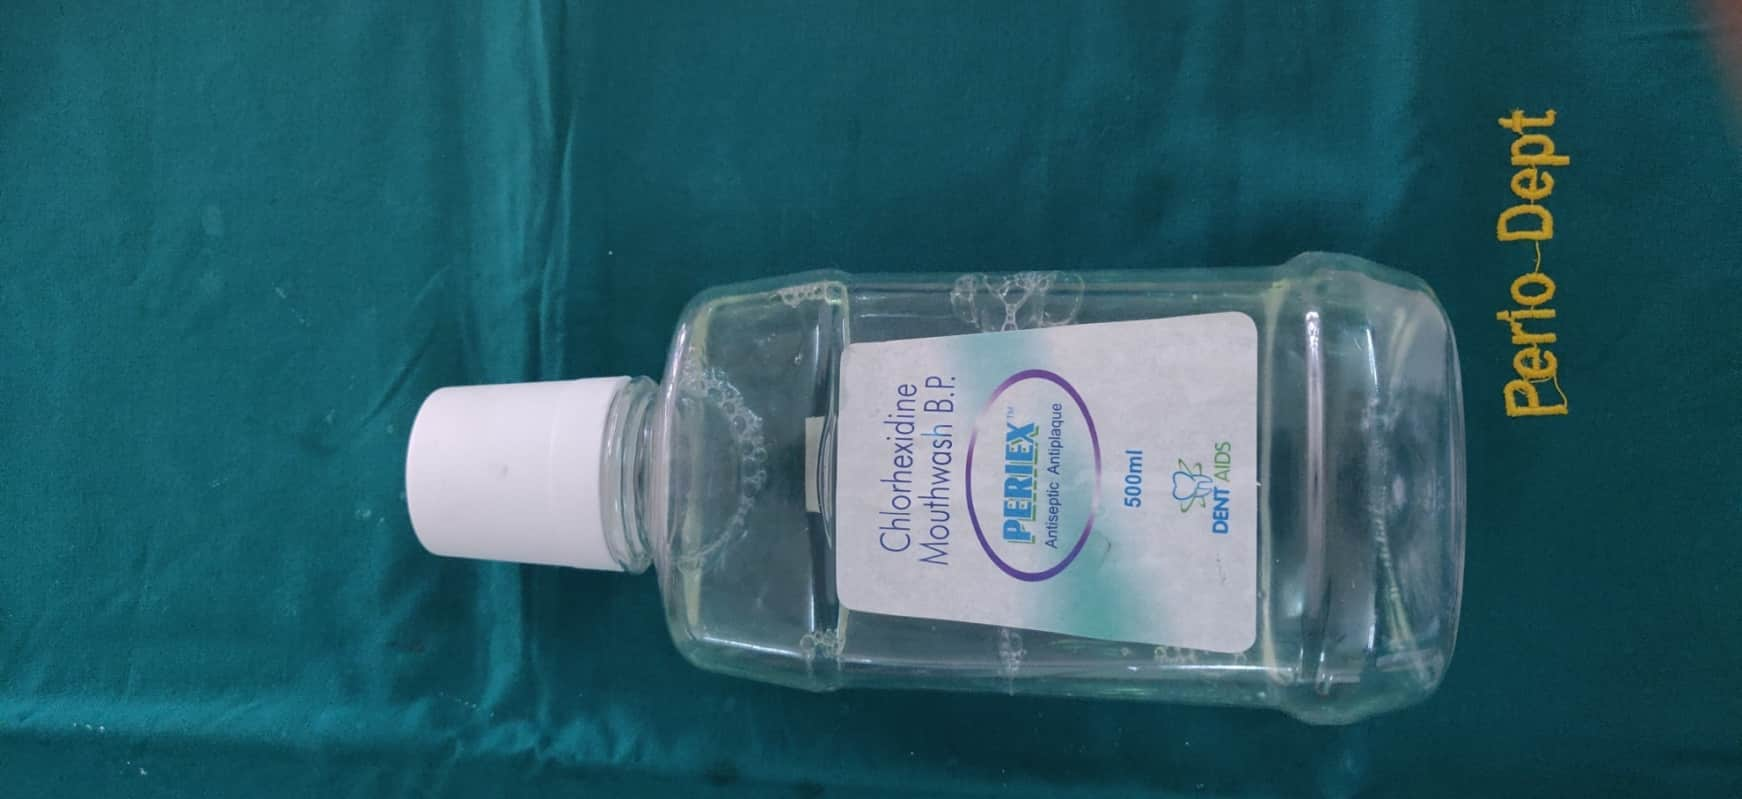 Chlorhexidine
Mouthwash B.P.
PERIEX™
Antiseptic Antiplaque
500ml
DENT AIDS
Perio-Dept